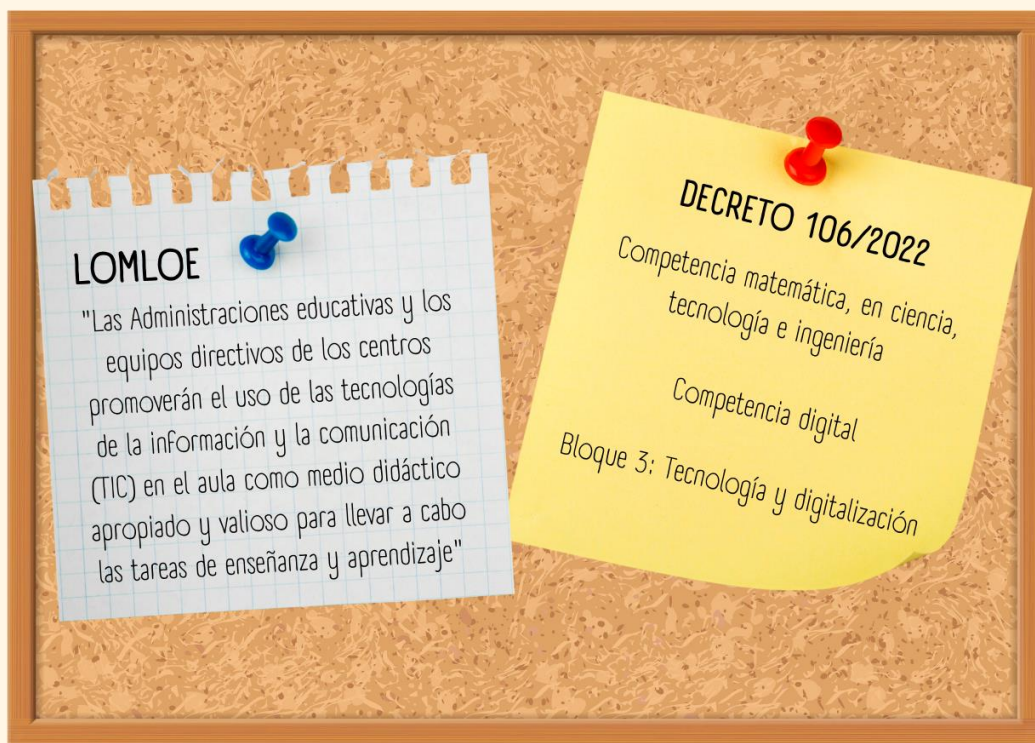 LOMLOE
"Las Administraciones educativas y los
equipos directivos de los centros
promoverán el uso de las tecnologías
de la información y la comunicación
(TIC) en el aula como medio didáctico
apropiado y valioso para llevar a cabo
las tareas de enseñanza y aprendizaje"
DECRETO 106/2022
Competencia matemática, en ciencia,
tecnología e ingeniería
Competencia digital
Bloque 3: Tecnología y digitalización